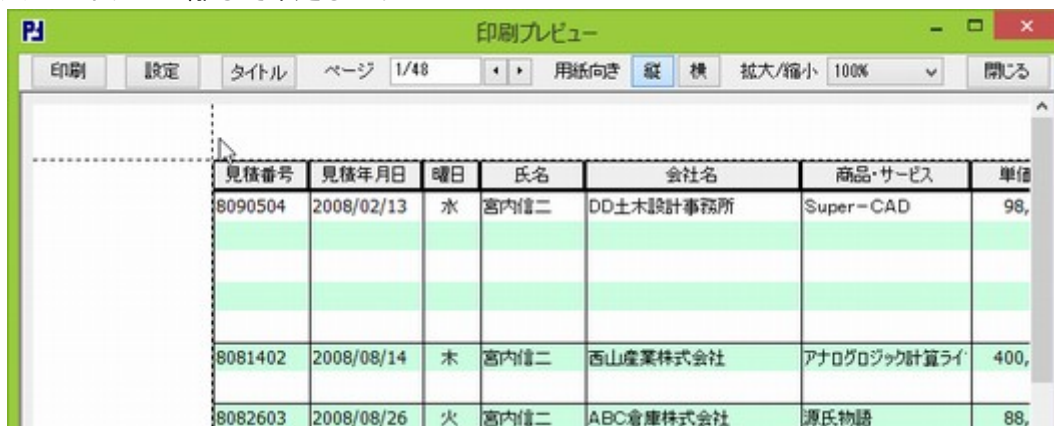 印刷プレビュー
印刷 設定 タイトル ページ 1/48 用紙向き 縦 横 拡大/縮小 100% 閉じる
見積番号 見積年月日 曜日 氏名 会社名 商品・サービス 単価
8090504 2008/02/13 水 宮内信二 DD土木設計事務所 Super-CAD 98,
8081402 2008/08/14 木 宮内信二 西山産業株式会社 アナログロジック計算ライ 400,
8082603 2008/08/26 火 宮内信二 ABC倉庫株式会社 源氏物語 88,